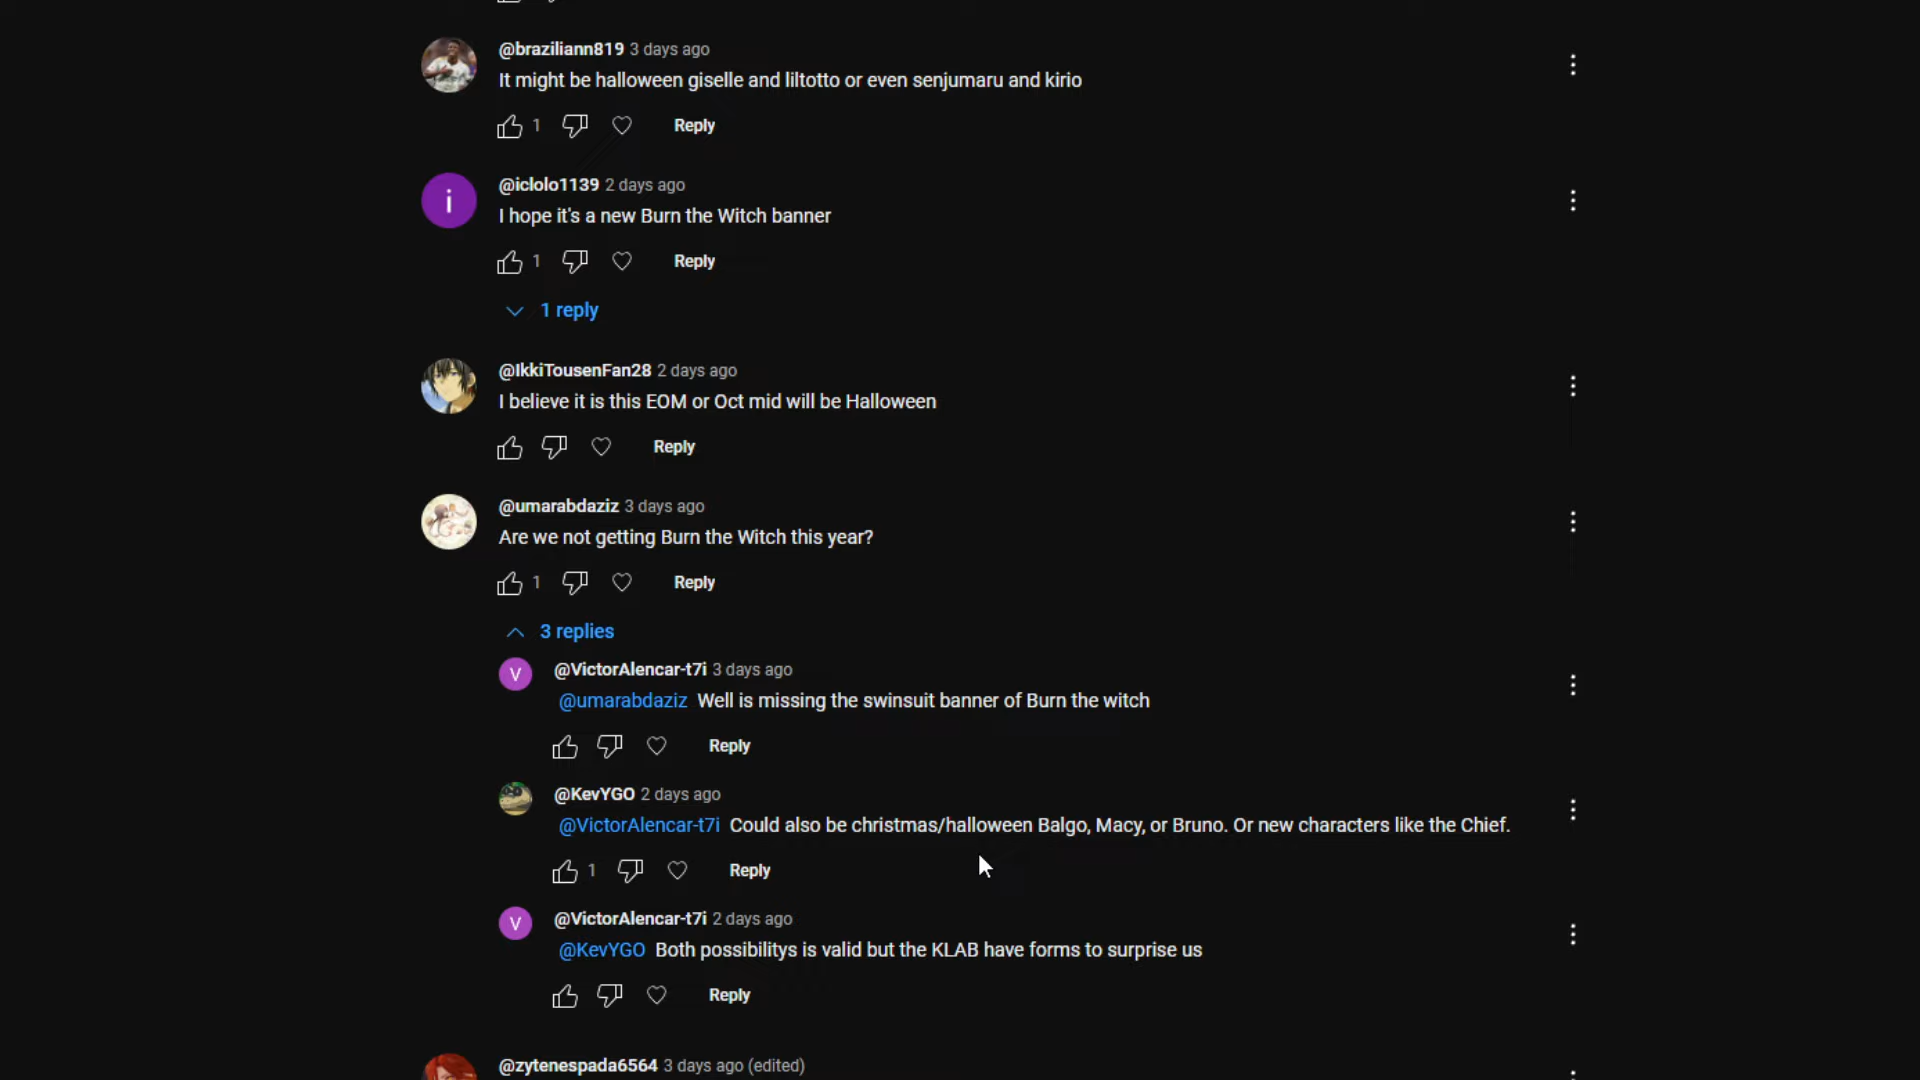 @braziliann819 3 days ago
It might be halloween giselle and liltotto or even senjumaru and kirio
1 Reply
i
@iclolo1139 2 days ago
I hope it's a new Burn the Witch banner
1 Reply
1 reply
@IkkiTousenFan28 2 days ago
I believe it is this EOM or Oct mid will be Halloween
Reply
@umarabdaziz 3 days ago
Are we not getting Burn the Witch this year?
1 Reply
3 replies
V
@VictorAlencar-t7i 3 days ago
@umarabdaziz Well is missing the swinsuit banner of Burn the witch
Reply
@KevYGO 2 days ago
@VictorAlencar-t7i Could also be christmas/halloween Balgo, Macy, or Bruno. Or new characters like the Chief.
1 Reply
V
@VictorAlencar-t7i 2 days ago
@KevYGO Both possibilitys is valid but the KLAB have forms to surprise us
Reply
@zytenespada6564 3 days ago (edited)